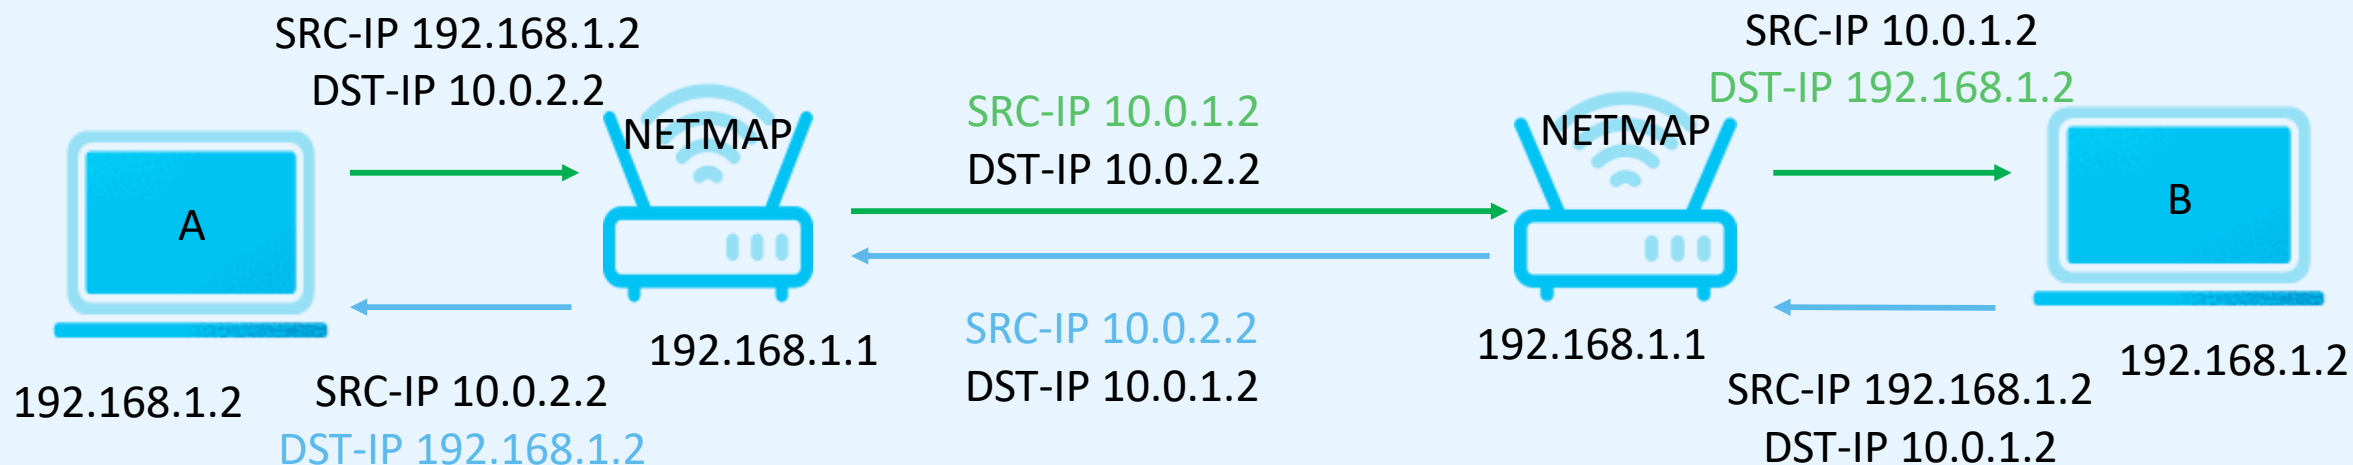 SRC-IP 192.168.1.2
DST-IP 10.0.2.2
NETMAP
SRC-IP 10.0.1.2
DST-IP 10.0.2.2
NETMAP
SRC-IP 10.0.1.2
DST-IP 192.168.1.2
A
B
192.168.1.2
SRC-IP 10.0.2.2
DST-IP 192.168.1.2
192.168.1.1
SRC-IP 10.0.2.2
DST-IP 10.0.1.2
192.168.1.1
SRC-IP 192.168.1.2
DST-IP 10.0.1.2
192.168.1.2